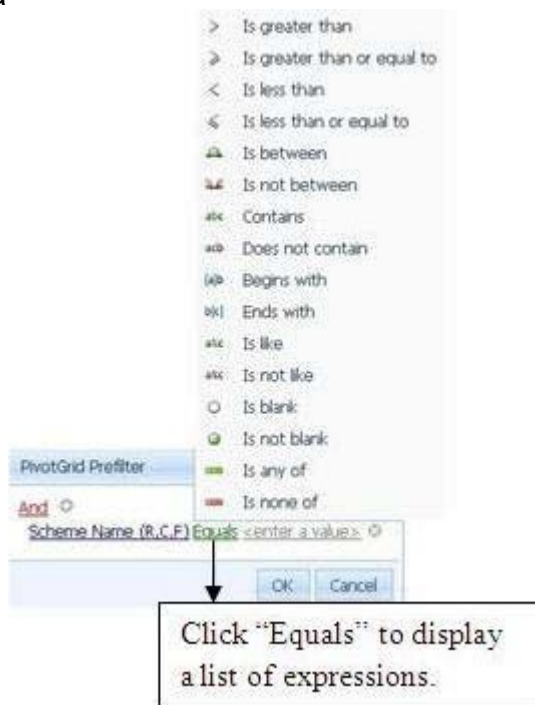 Is greater than
Is greater than or equal to
Is less than
Is less than or equal to
Is between
Is not between
Contains
Does not contain
Begins with
Ends with
Is like
Is not like
Is blank
Is not blank
Is any of
Is none of
PivotGrid Prefilter
And
Scheme Name (R,C,F) Equals <enter a value>
OK Cancel
Click “Equals” to display
a list of expressions.